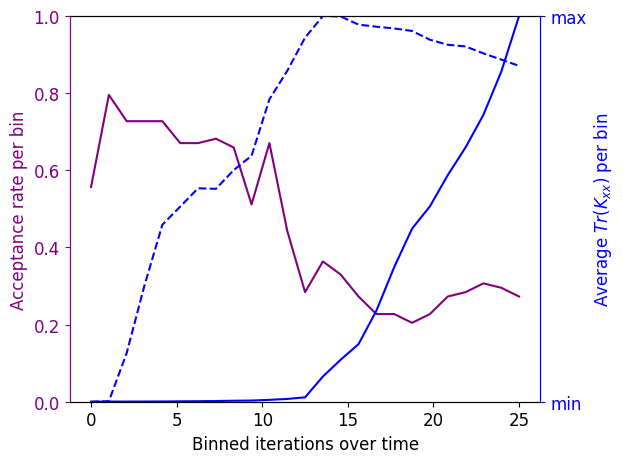 1.0
0.8
0.6
0.4
0.2
0.0
Acceptance rate per bin
0 5 10 15 20 25
Binned iterations over time
max
min
Average Tr(Kxx) per bin